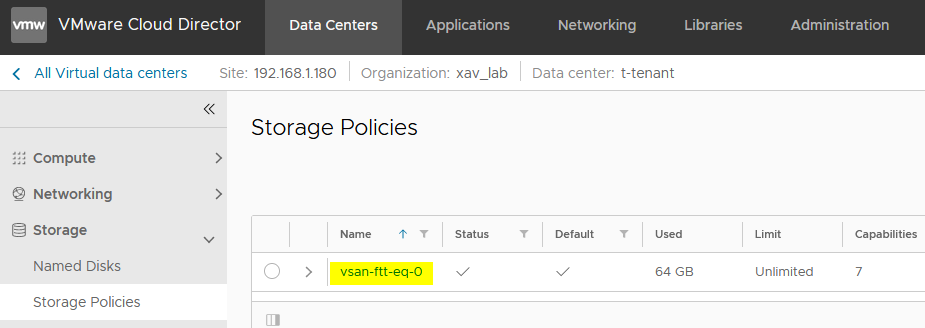 vmw VMware Cloud Director Data Centers Applications Networking Libraries Administration
All Virtual data centers Site: 192.168.1.180 Organization: xav_lab Data center: t-tenant
Storage Policies
Compute
Networking
Storage
Named Disks
Storage Policies
Name Status Default Used Limit Capabilities
vsan-ftt-eq-0 64 GB Unlimited 7